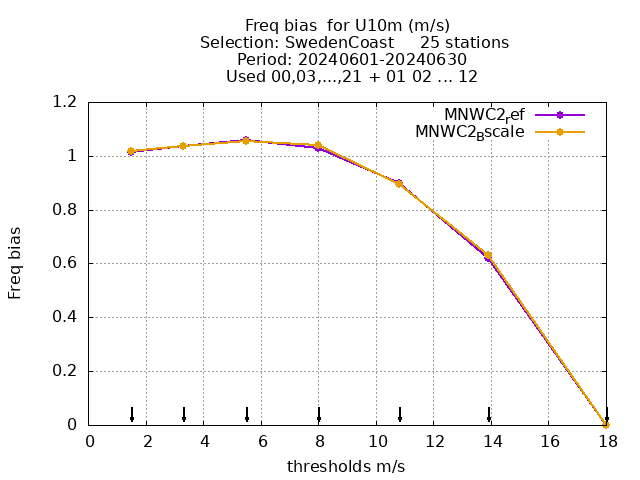 Freq bias  for U10m (m/s)
Selection: SwedenCoast     25 stations
Period: 20240601-20240630
Used 00,03,...,21 + 01 02 ... 12
MNWC2_ref
MNWC2_Bscale
1.2
1
0.8
0.6
0.4
0.2
0
Freq bias
0 2 4 6 8 10 12 14 16 18
thresholds m/s